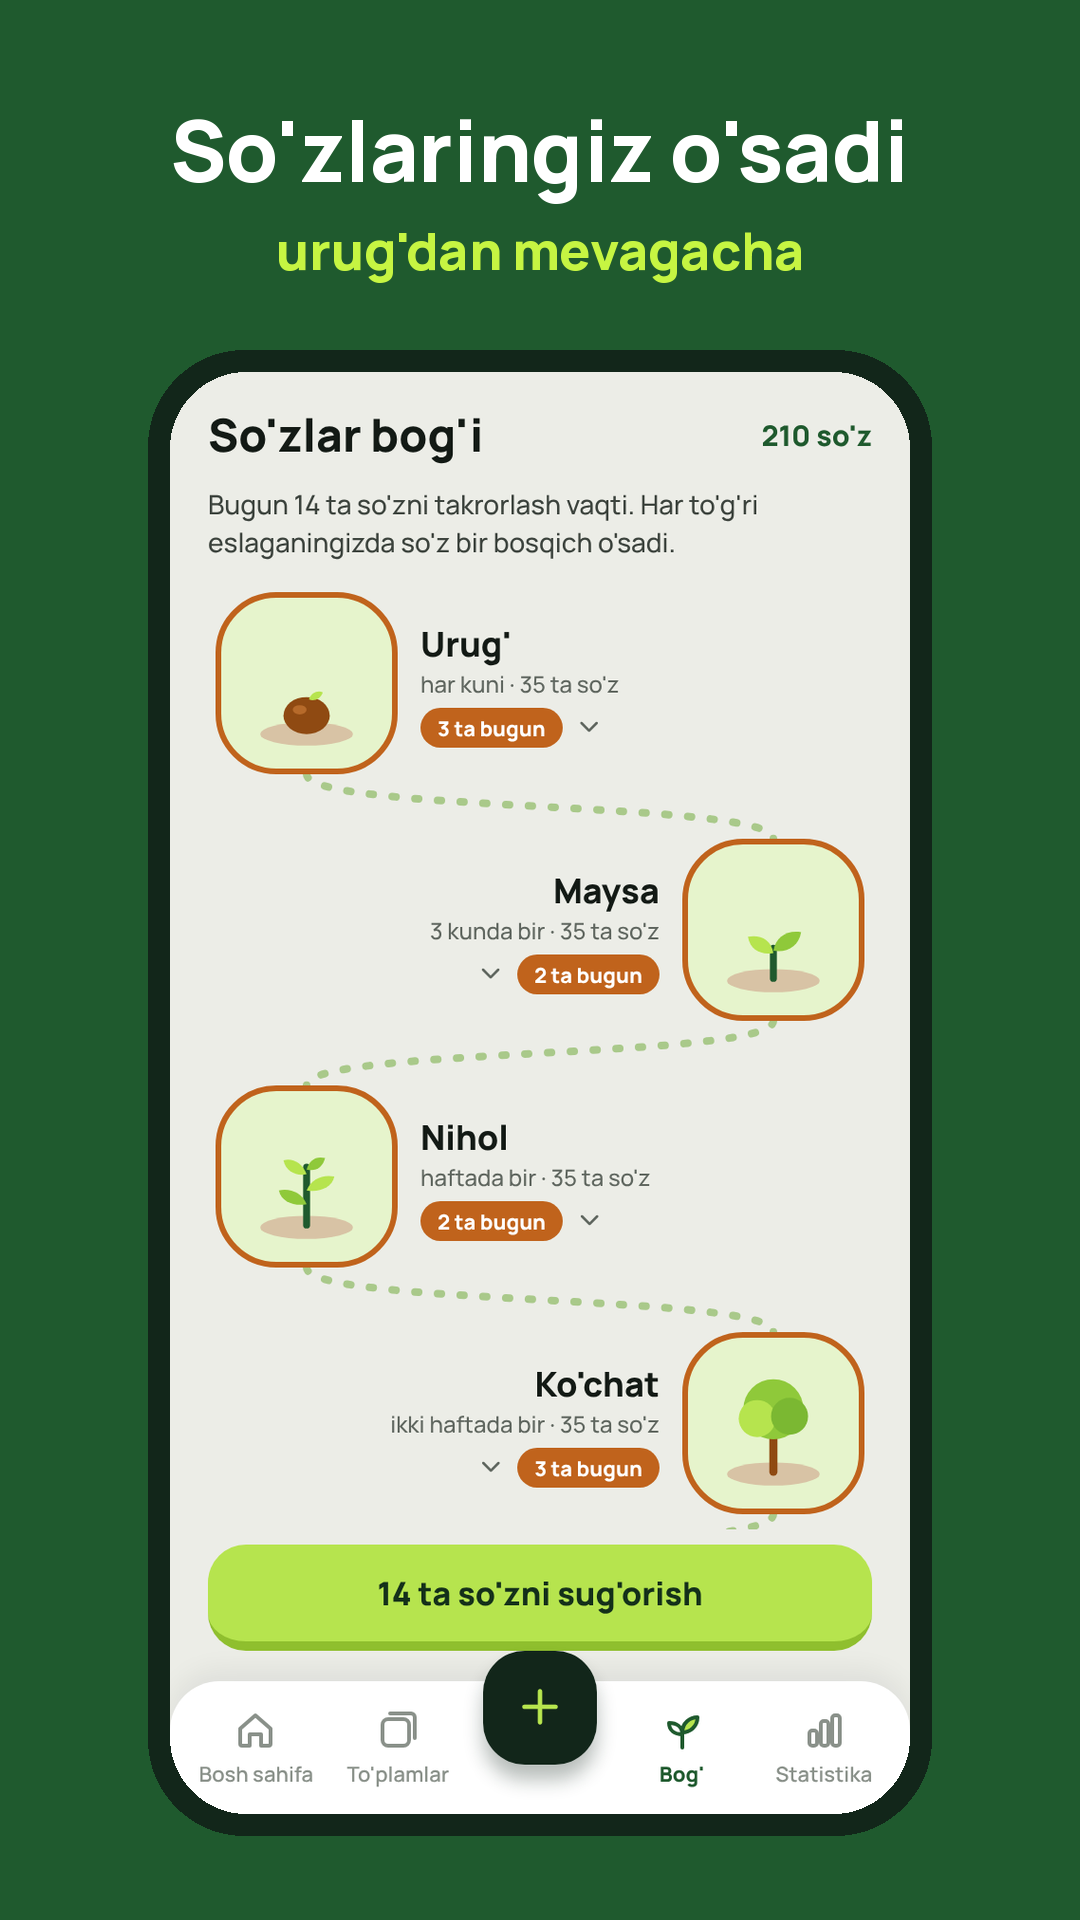 So'zlaringiz o'sadi
urug'dan mevagacha
So'zlar bog'i
210 so'z
Bugun 14 ta so'zni takrorlash vaqti. Har to'g'ri
eslaganingizda so'z bir bosqich o'sadi.
Urug'
har kuni · 35 ta so'z
3 ta bugun
Maysa
3 kunda bir · 35 ta so'z
2 ta bugun
Nihol
haftada bir · 35 ta so'z
2 ta bugun
Ko'chat
ikki haftada bir · 35 ta so'z
3 ta bugun
14 ta so'zni sug'orish
Bosh sahifa
To'plamlar
Bog'
Statistika